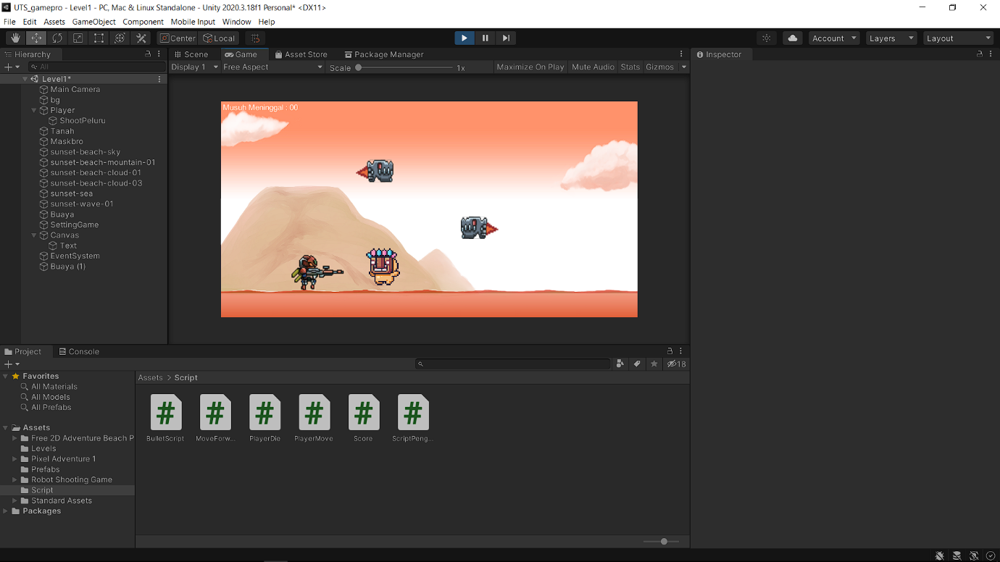 UTS_gamepro - Level1 - PC, Mac & Linux Standalone - Unity 2020.3.18f1 Personal* <DX11>
File Edit Assets GameObject Component Mobile Input Window Help
Center Local Account Layers Layout
Hierarchy
All
Level1*
Main Camera
bg
Player
ShootPeluru
Tanah
Maskbro
sunset-beach-sky
sunset-beach-mountain-01
sunset-beach-cloud-01
sunset-beach-cloud-03
sunset-sea
sunset-wave-01
Buaya
SettingGame
Canvas
Text
EventSystem
Buaya (1)
Scene Game Asset Store Package Manager
Display 1 Free Aspect Scale 1x Maximize On Play Mute Audio Stats Gizmos
Musuh Meninggal : 00
Inspector
Project Console
18
Favorites
All Materials
All Models
All Prefabs
Assets
Free 2D Adventure Beach P
Levels
Pixel Adventure 1
Prefabs
Robot Shooting Game
Script
Standard Assets
Packages
Assets > Script
BulletScript MoveForw... PlayerDie PlayerMove Score ScriptPeng...